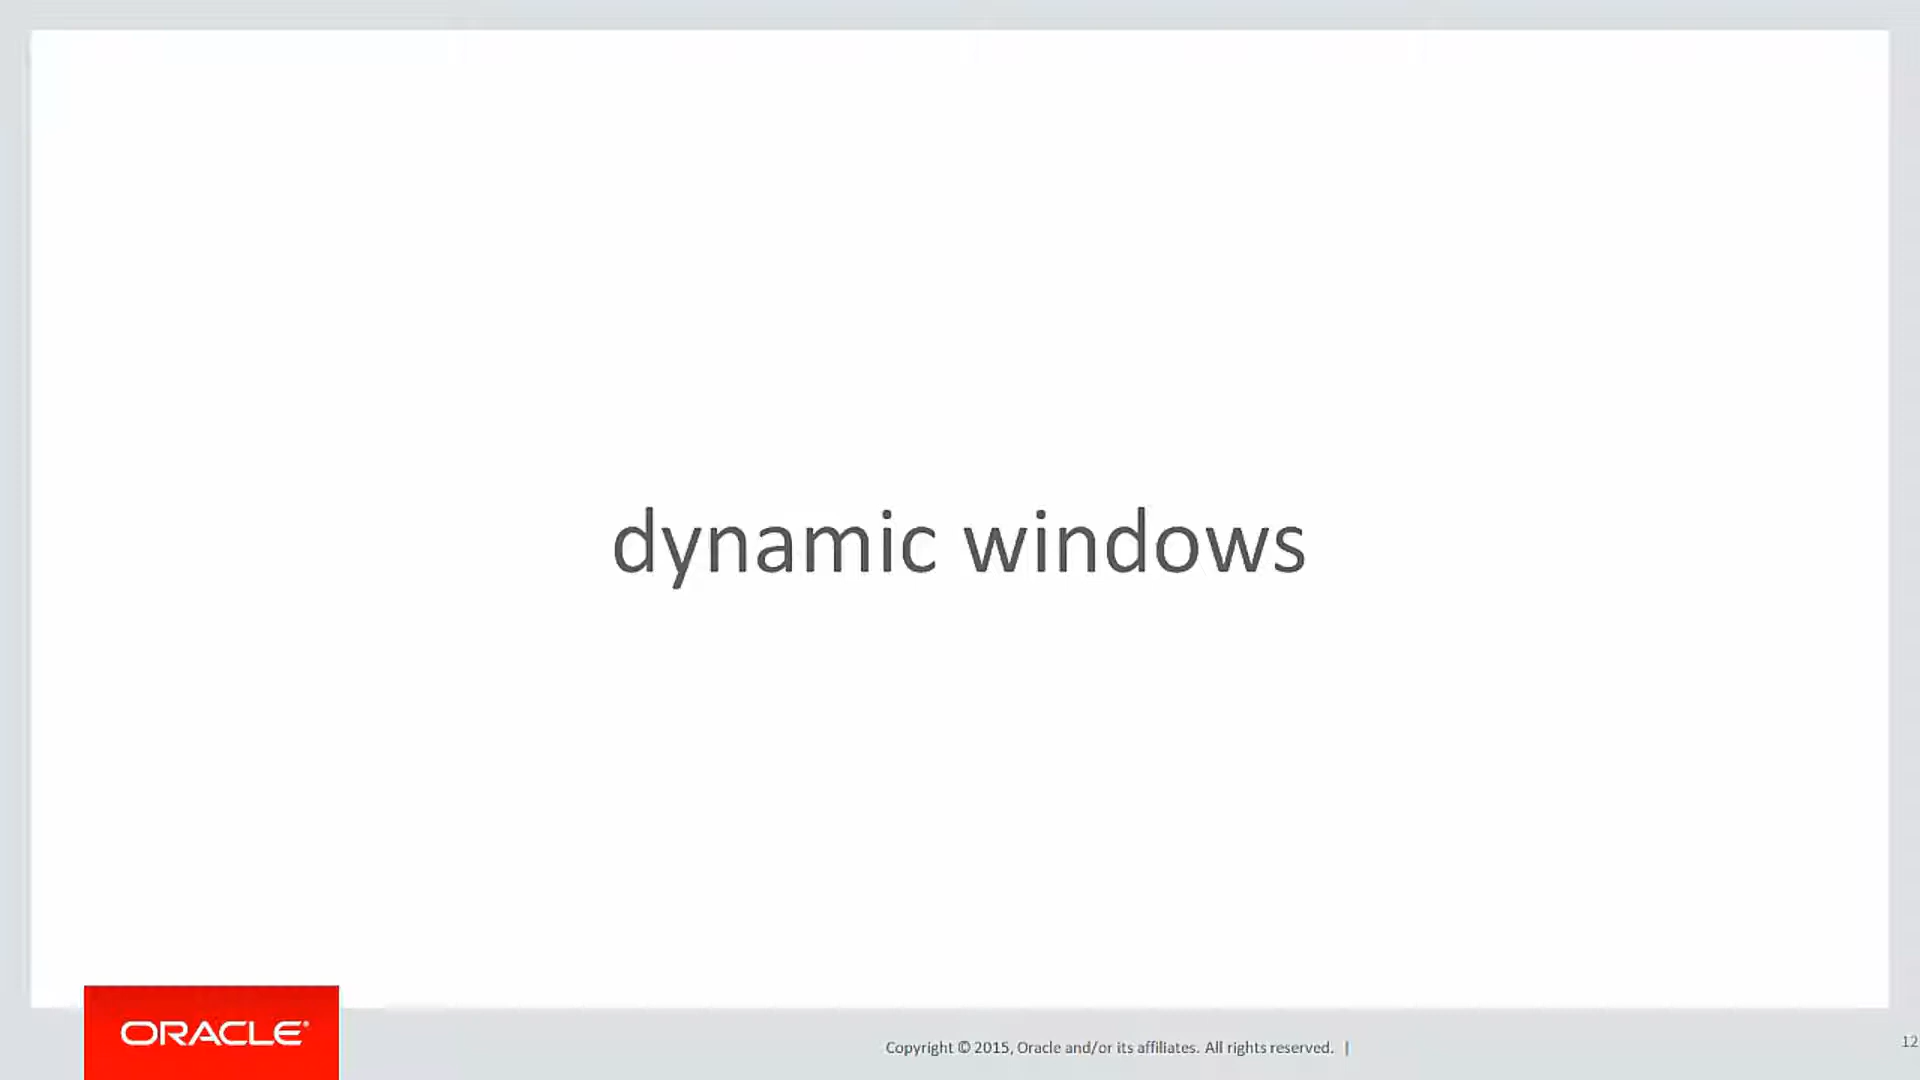 dynamic windows
ORACLE®
Copyright © 2015, Oracle and/or its affiliates. All rights reserved. |
12